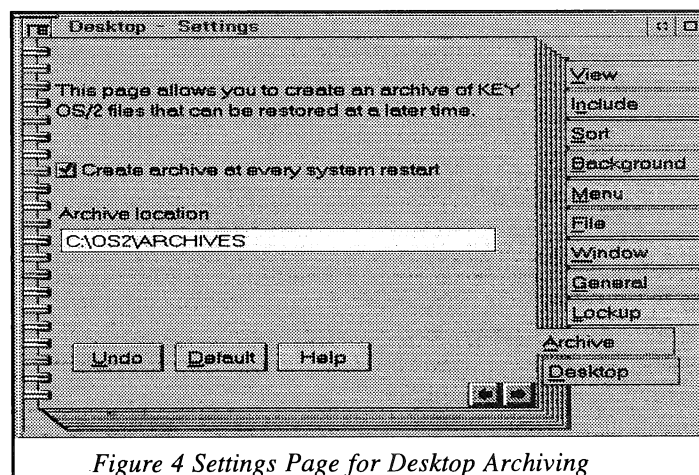 Desktop - Settings
This page allows you to create an archive of KEY
OS/2 files that can be restored at a later time.
Create archive at every system restart
Archive location
C:\OS2\ARCHIVES
Undo
Default
Help
View
Include
Sort
Background
Menu
File
Window
General
Lockup
Archive
Desktop
Figure 4 Settings Page for Desktop Archiving